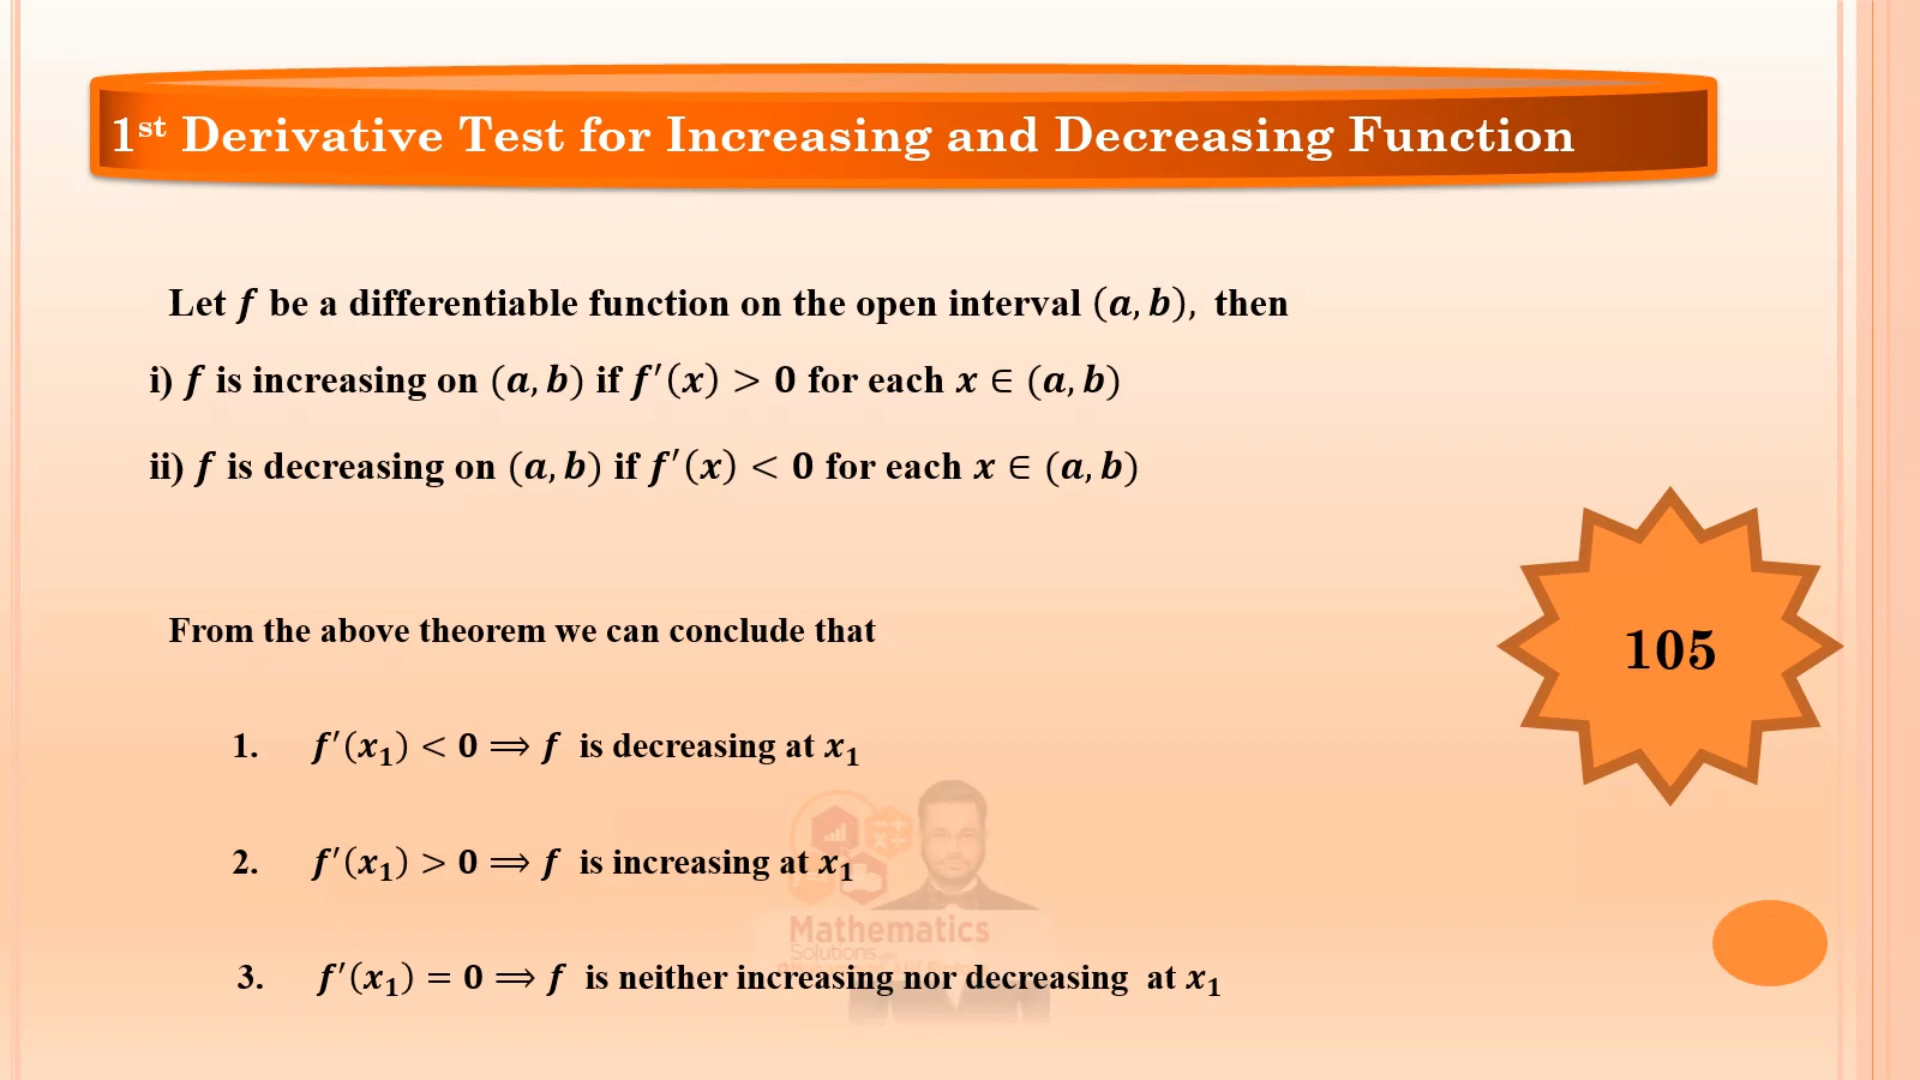 1st Derivative Test for Increasing and Decreasing Function
Let f be a differentiable function on the open interval (a, b), then
i) f is increasing on (a, b) if f′(x) > 0 for each x ∈ (a, b)
ii) f is decreasing on (a, b) if f′(x) < 0 for each x ∈ (a, b)
From the above theorem we can conclude that
105
1. f′(x₁) < 0 ⟹ f is decreasing at x₁
2. f′(x₁) > 0 ⟹ f is increasing at x₁
Mathematics
Solutions
3. f′(x₁) = 0 ⟹ f is neither increasing nor decreasing at x₁